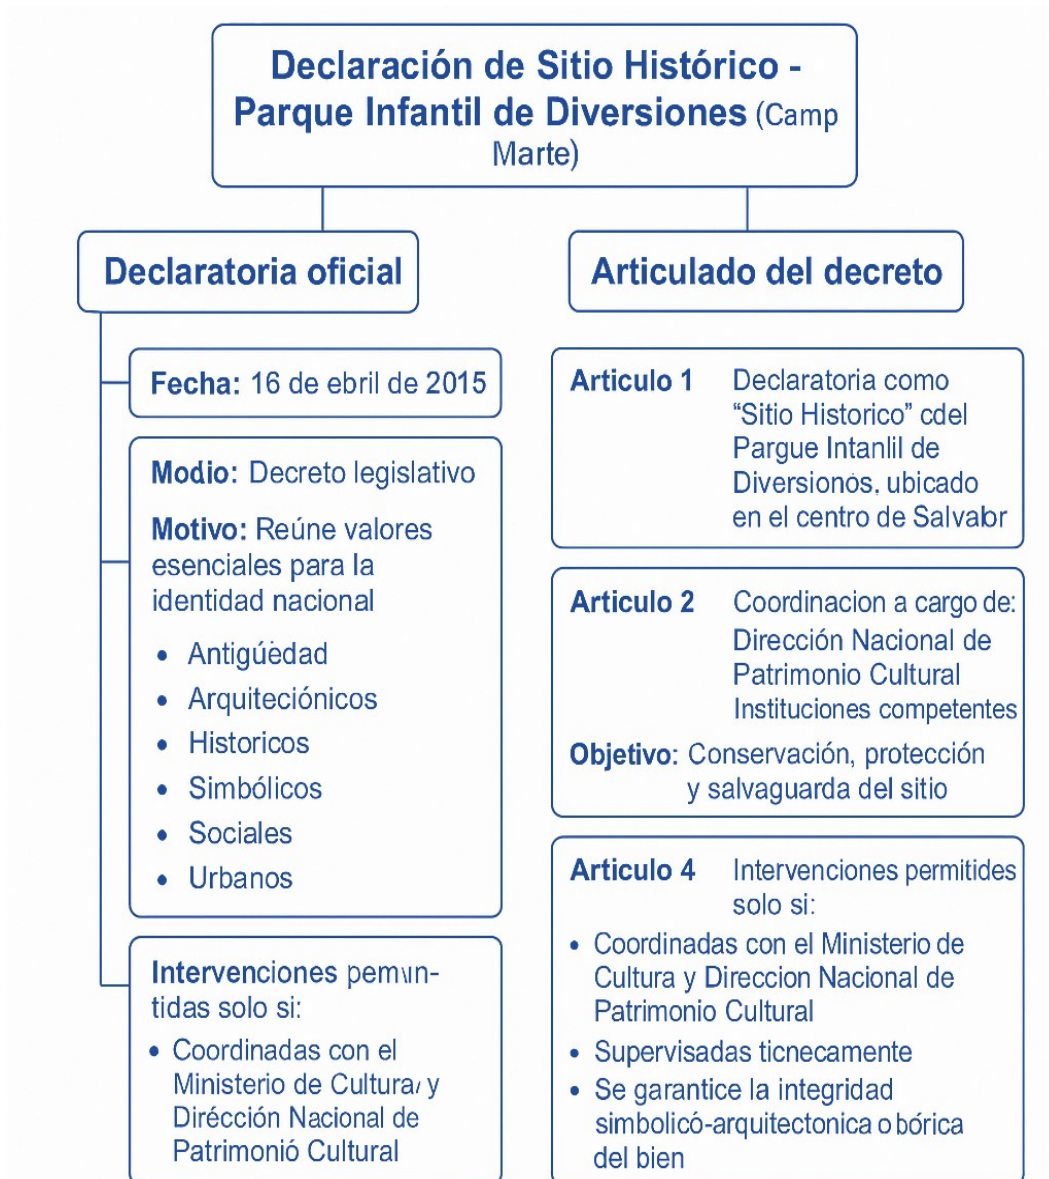 Declaración de Sitio Histórico -
Parque Infantil de Diversiones (Camp
Marte)
Declaratoria oficial
Fecha: 16 de ebril de 2015
Modio: Decreto legislativo
Motivo: Reúne valores
esenciales para la
identidad nacional
• Antigúedad
• Arquiteciónicos
• Historicos
• Simbólicos
• Sociales
• Urbanos
Intervenciones
tidas solo si:
• Coordinadas con el
Ministerio de Cultura y
Diréccón Nacional de
Patrimonió Cultural
Articulado del decreto
Articulo 1 Declaratoria como
“Sitio Historico” cdel
Pargue Intanlil de
Diversionós, ubicado
en el centro de Salvabr
Articulo 2 Coordinacion a cargo de:
Dirección Nacional de
Patrimonio Cultural
Instituciones competentes
Objetivo: Conservación, protección
y salvaguarda del sitio
Articulo 4 Intervenciones permitides
solo si:
• Coordinadas con el Ministerio de
Cultura y Direccion Nacional de
Patrimonio Cultural
• Supervisadas ticnecamente
• Se garantice la integridad
simbolicó-arquitectonica o bórica
del bien